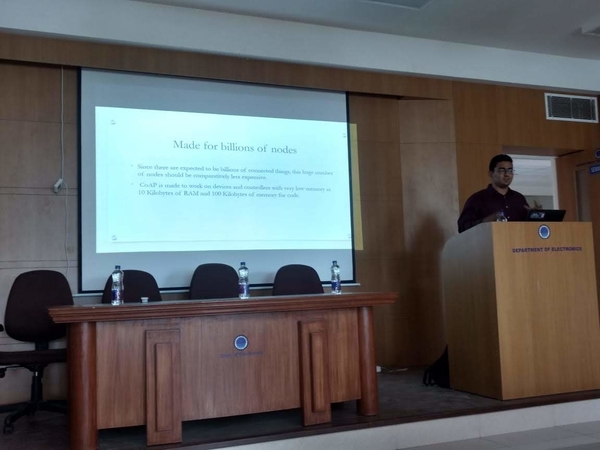 Made for billions of nodes
Since there are expected to be billions of connected things, this huge number
of nodes should be comparatively less expensive.
CoAP is made to work on devices and controllers with very low memory as
10 Kilobytes of RAM and 100 Kilobytes of memory for code.
DEPARTMENT OF ELECTRONICS